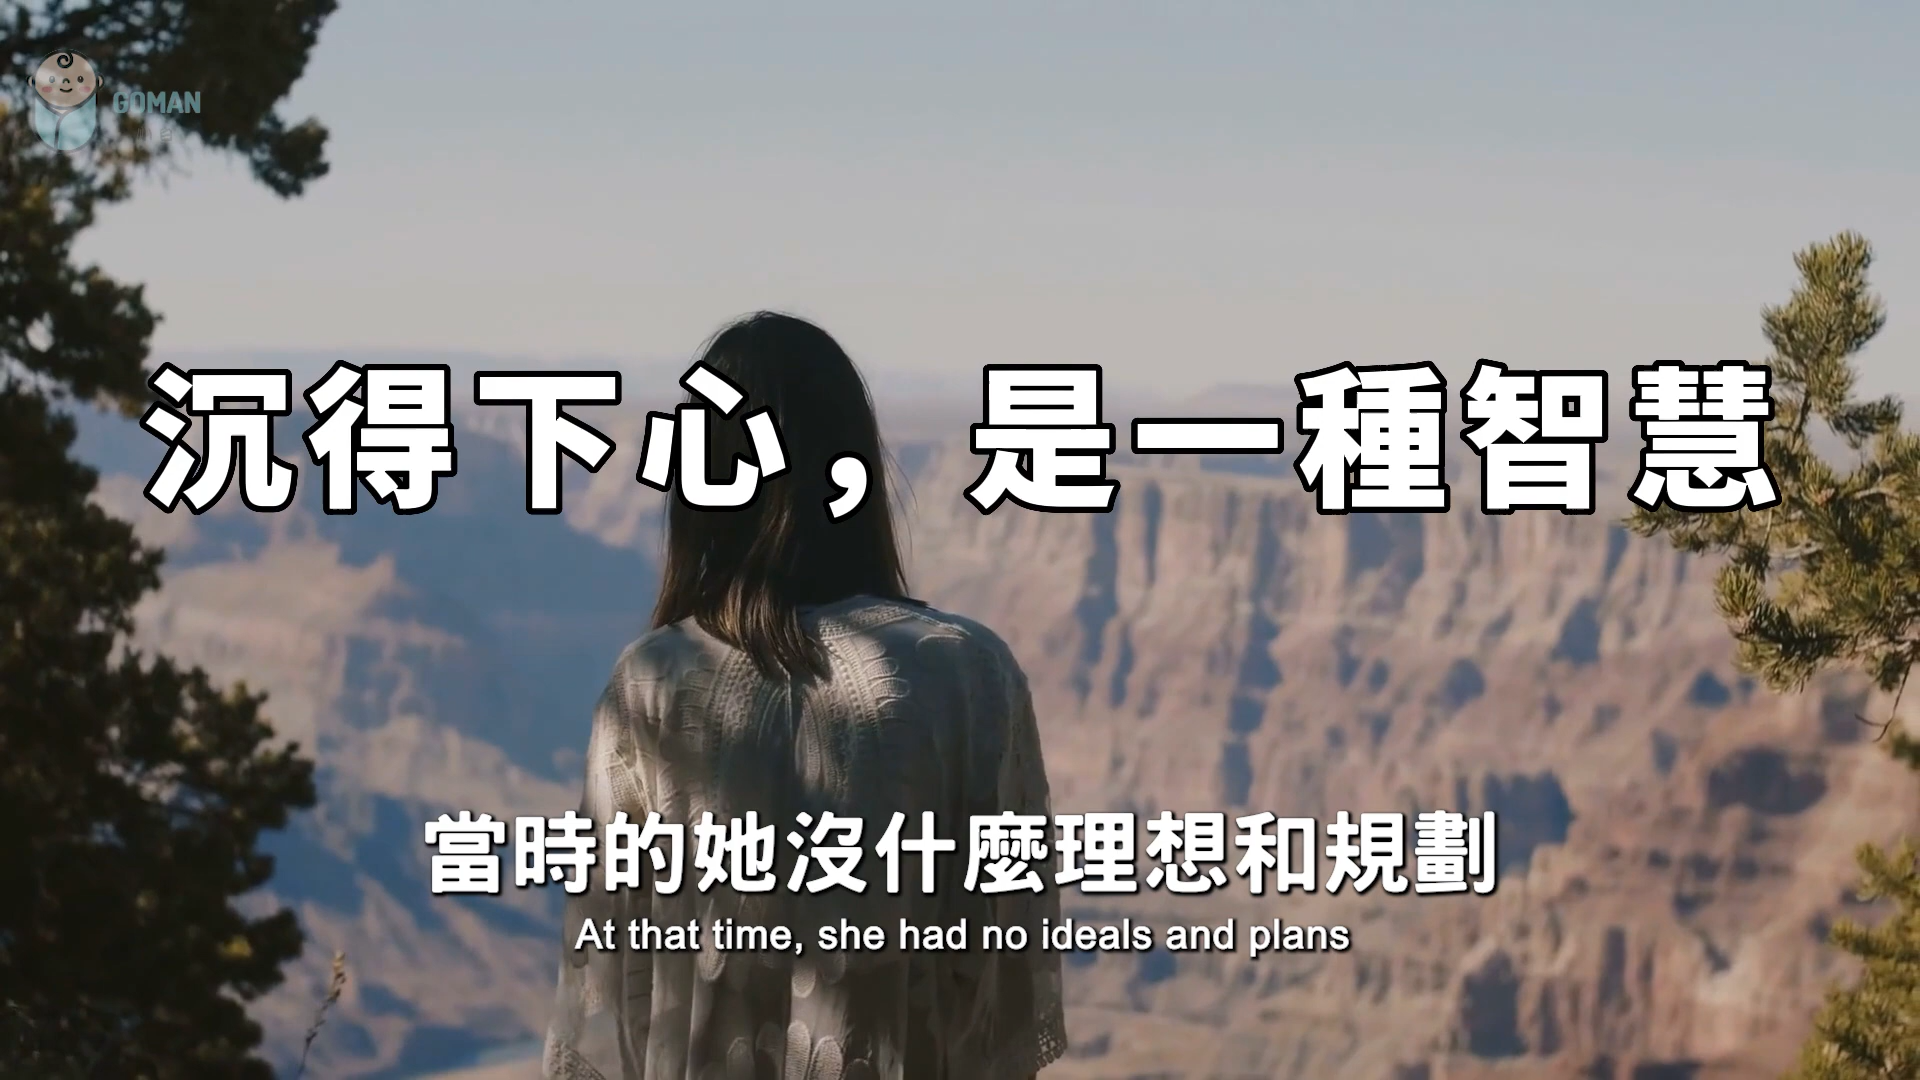 GOMAN
沉得下心，是一種智慧
當時的她沒什麼理想和規劃
At that time, she had no ideals and plans